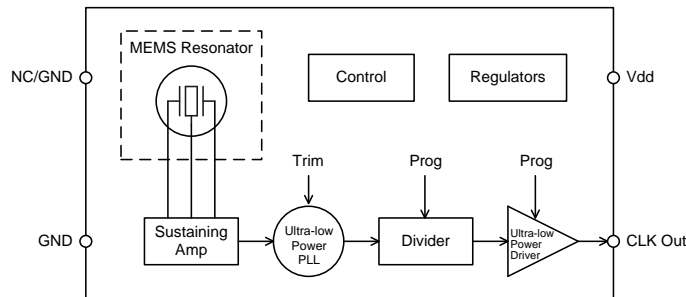 MEMS Resonator
NC/GND
Control
Regulators
Vdd
Trim
Prog
Prog
GND
Sustaining
Amp
Ultra-low
Power
PLL
Divider
Ultra-low
Power
Driver
CLK Out